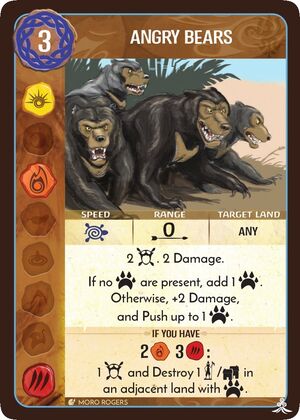 3
ANGRY BEARS
SPEED RANGE TARGET LAND
0 ANY
2 . 2 Damage.
If no are present, add 1 .
Otherwise, +2 Damage,
and Push up to 1 .
IF YOU HAVE
2 3 :
1 and Destroy 1 / in
an adjacent land with .
MORO ROGERS